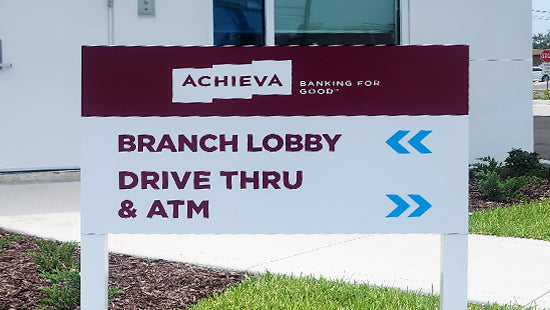 ACHIEVA
BANKING FOR
GOOD
BRANCH LOBBY
DRIVE THRU
& ATM